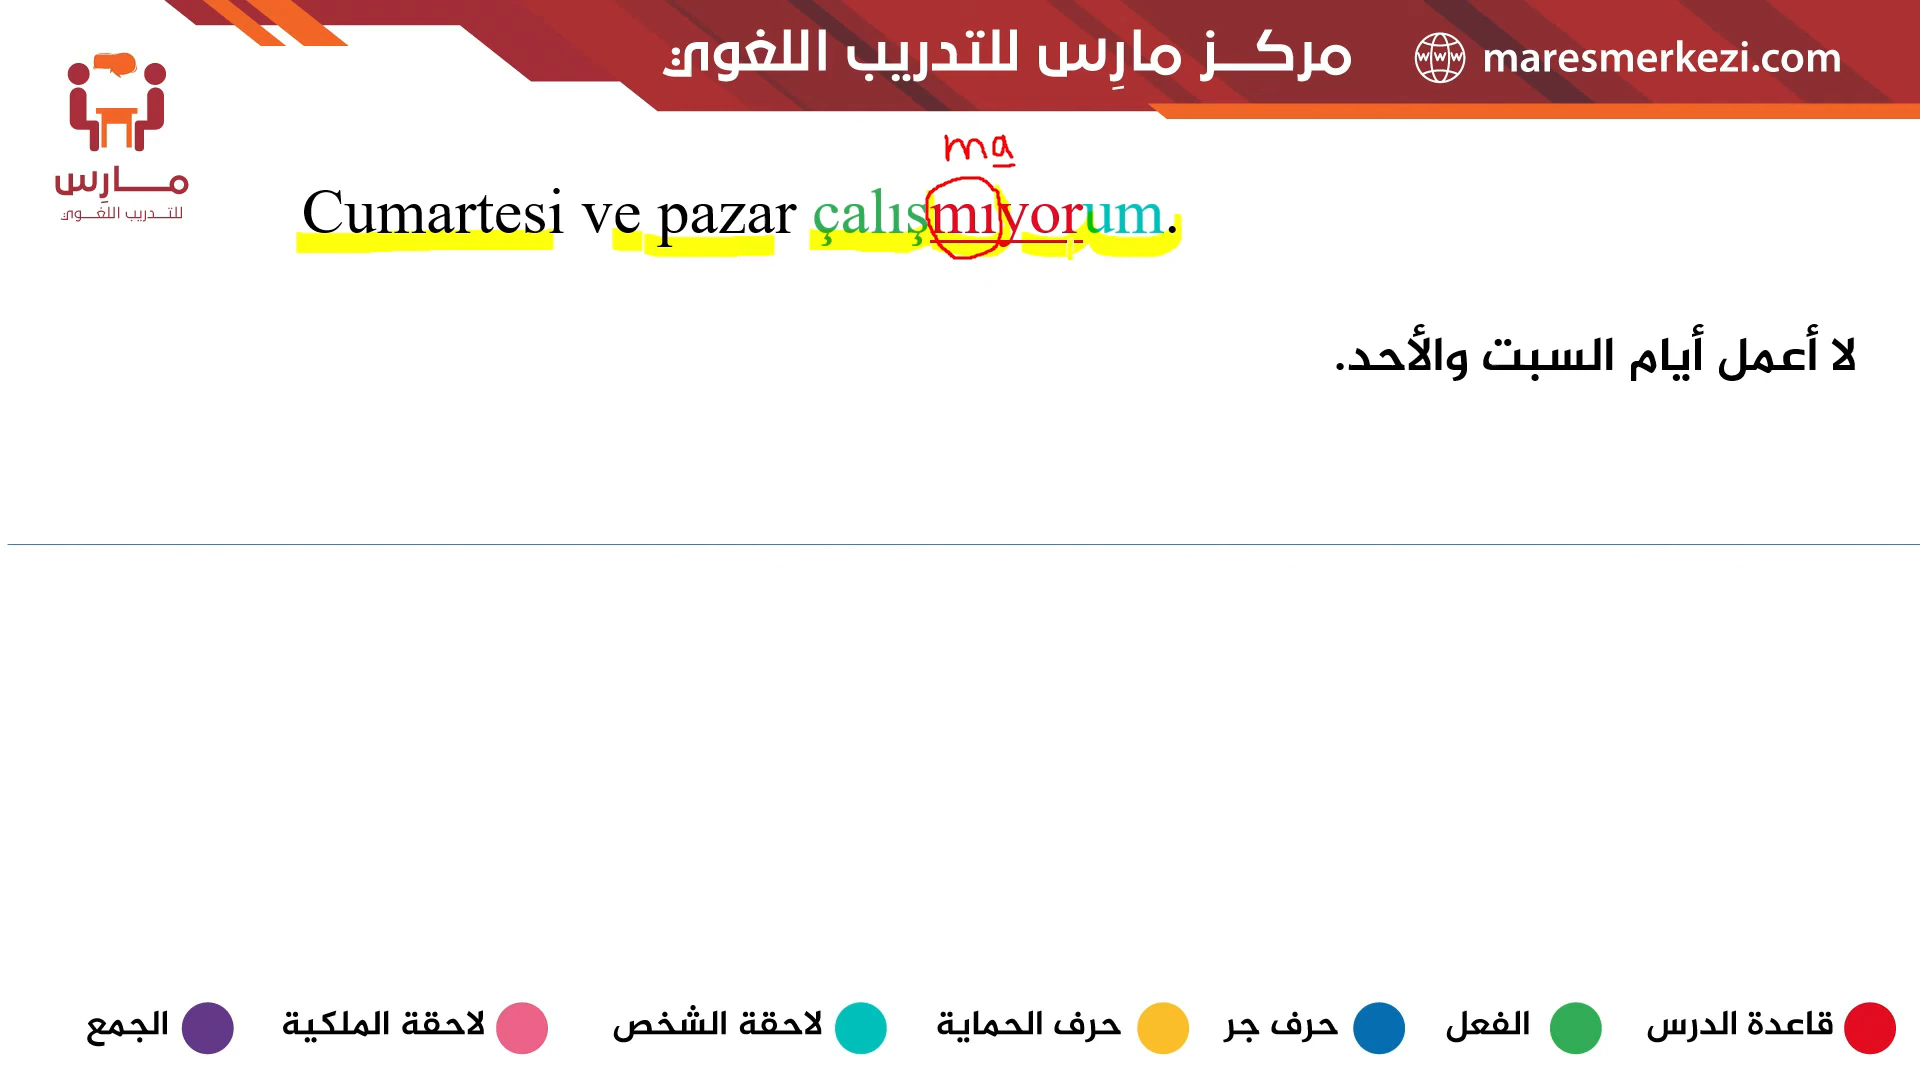 مركـــز مارِس للتدريب اللغوي
maresmerkezi.com
مـــارِس
للتـــدريب اللغـــوي
ma
Cumartesi ve pazar çalışmıyorum.
لا أعمل أيام السبت والأحد.
قاعدة الدرس
الفعل
حرف جر
حرف الحماية
لاحقة الشخص
لاحقة الملكية
الجمع